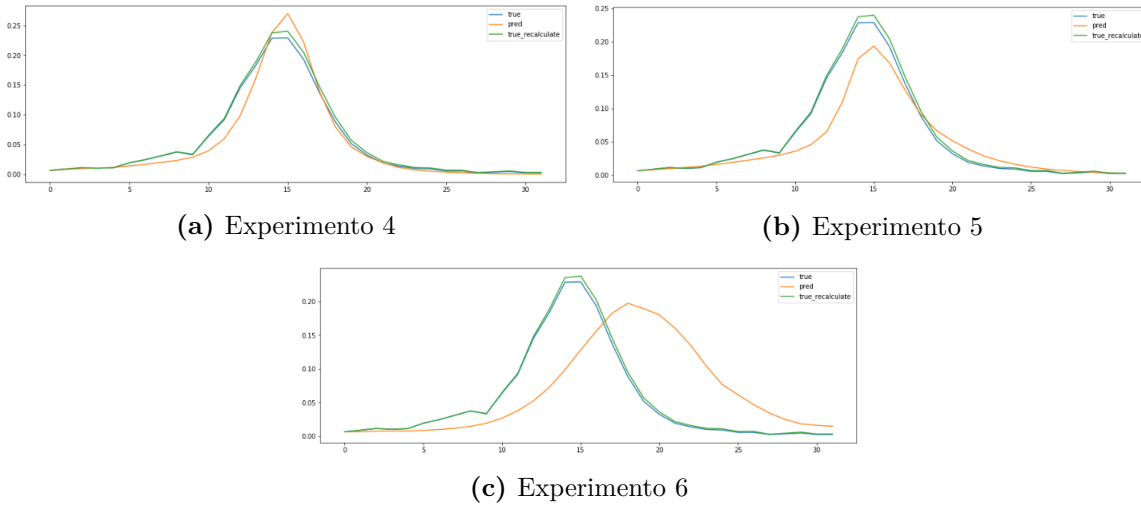 0.25
0.20
0.15
0.10
0.05
0.00
0 5 10 15 20 25 30
true
pred
true_recalculate
(a) Experimento 4
0.25
0.20
0.15
0.10
0.05
0.00
0 5 10 15 20 25 30
true
pred
true_recalculate
(b) Experimento 5
0.20
0.15
0.10
0.05
0.00
0 5 10 15 20 25 30
true
pred
true_recalculate
(c) Experimento 6